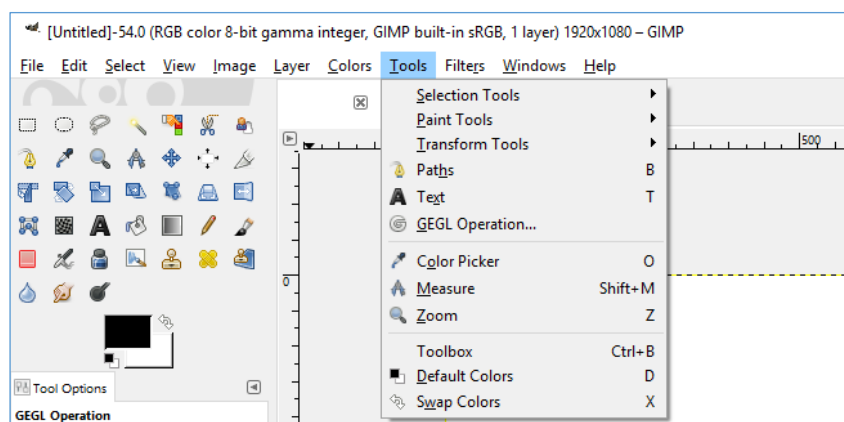 [Untitled]-54.0 (RGB color 8-bit gamma integer, GIMP built-in sRGB, 1 layer) 1920x1080 – GIMP
File Edit Select View Image Layer Colors Tools Filters Windows Help
Selection Tools
Paint Tools
Transform Tools
Paths B
Text T
GEGL Operation...
Color Picker O
Measure Shift+M
Zoom Z
Toolbox Ctrl+B
Default Colors D
Swap Colors X
500
0
Tool Options
GEGL Operation